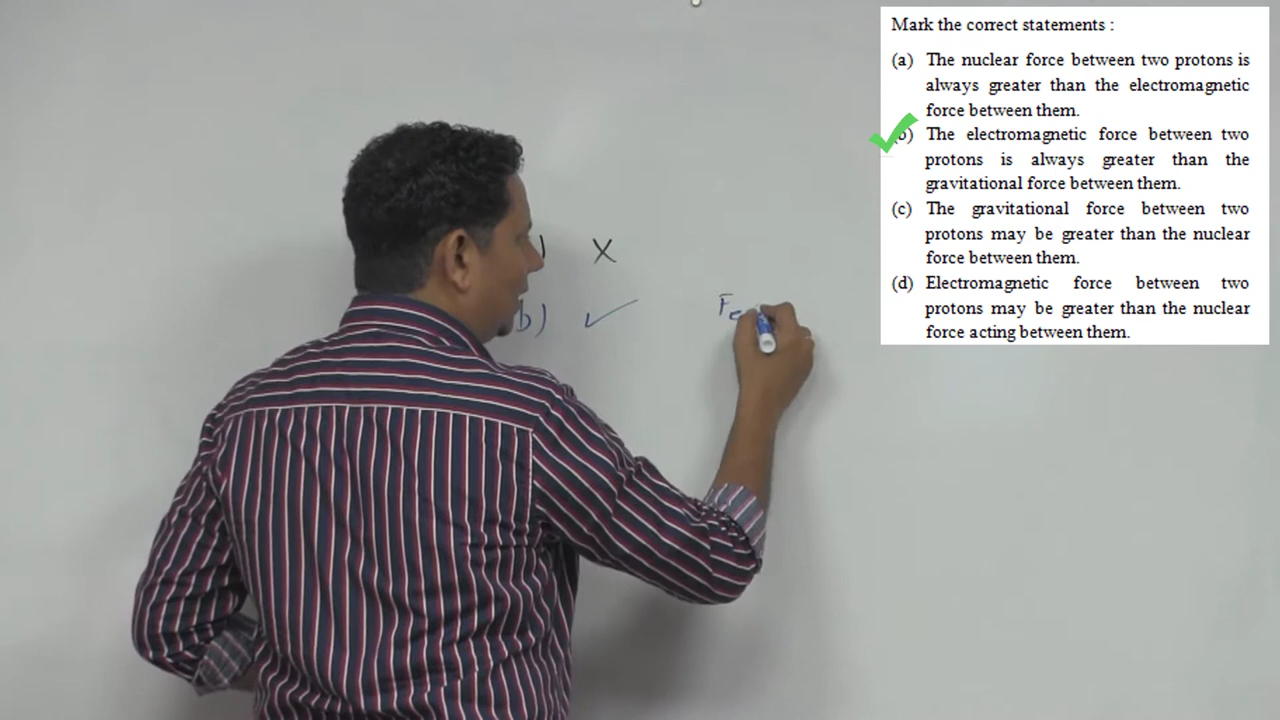 Mark the correct statements :
(a) The nuclear force between two protons is
always greater than the electromagnetic
force between them.
(b) The electromagnetic force between two
protons is always greater than the
gravitational force between them.
(c) The gravitational force between two
protons may be greater than the nuclear
force between them.
(d) Electromagnetic force between two
protons may be greater than the nuclear
force acting between them.
) X
b) ✓ Fe